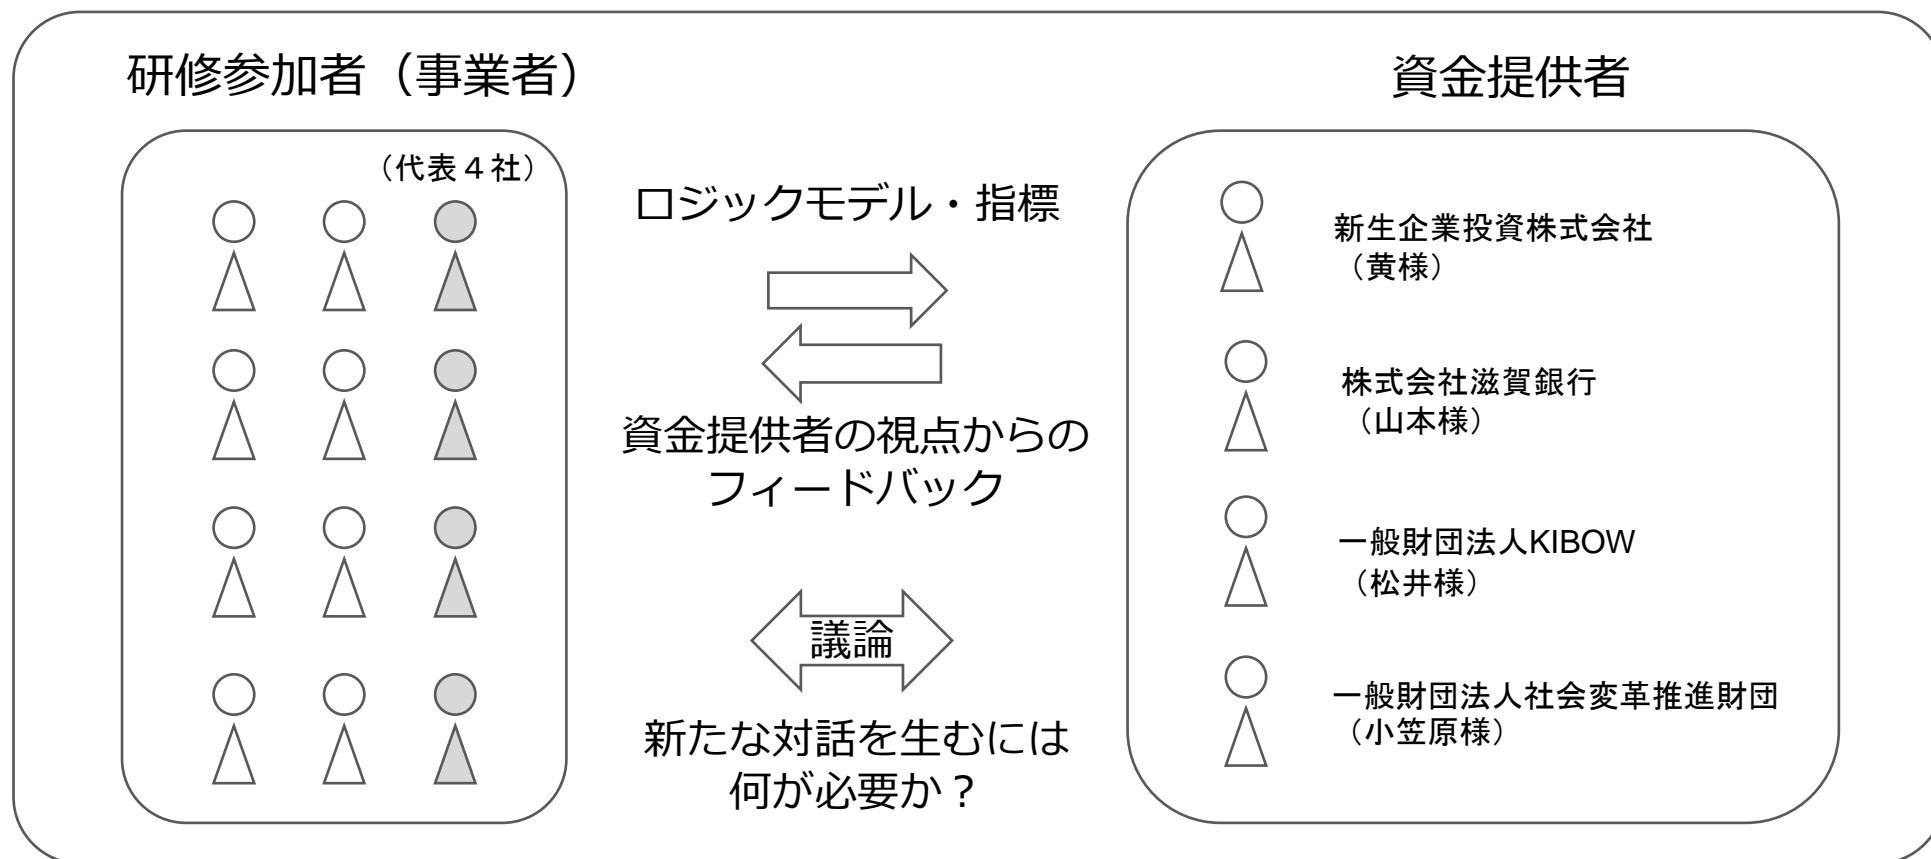 研修参加者（事業者）
（代表４社）
ロジックモデル・指標
資金提供者の視点からの
フィードバック
議論
新たな対話を生むには
何が必要か？
資金提供者
新生企業投資株式会社
（黄様）
株式会社滋賀銀行
（山本様）
一般財団法人KIBOW
（松井様）
一般財団法人社会変革推進財団
（小笠原様）